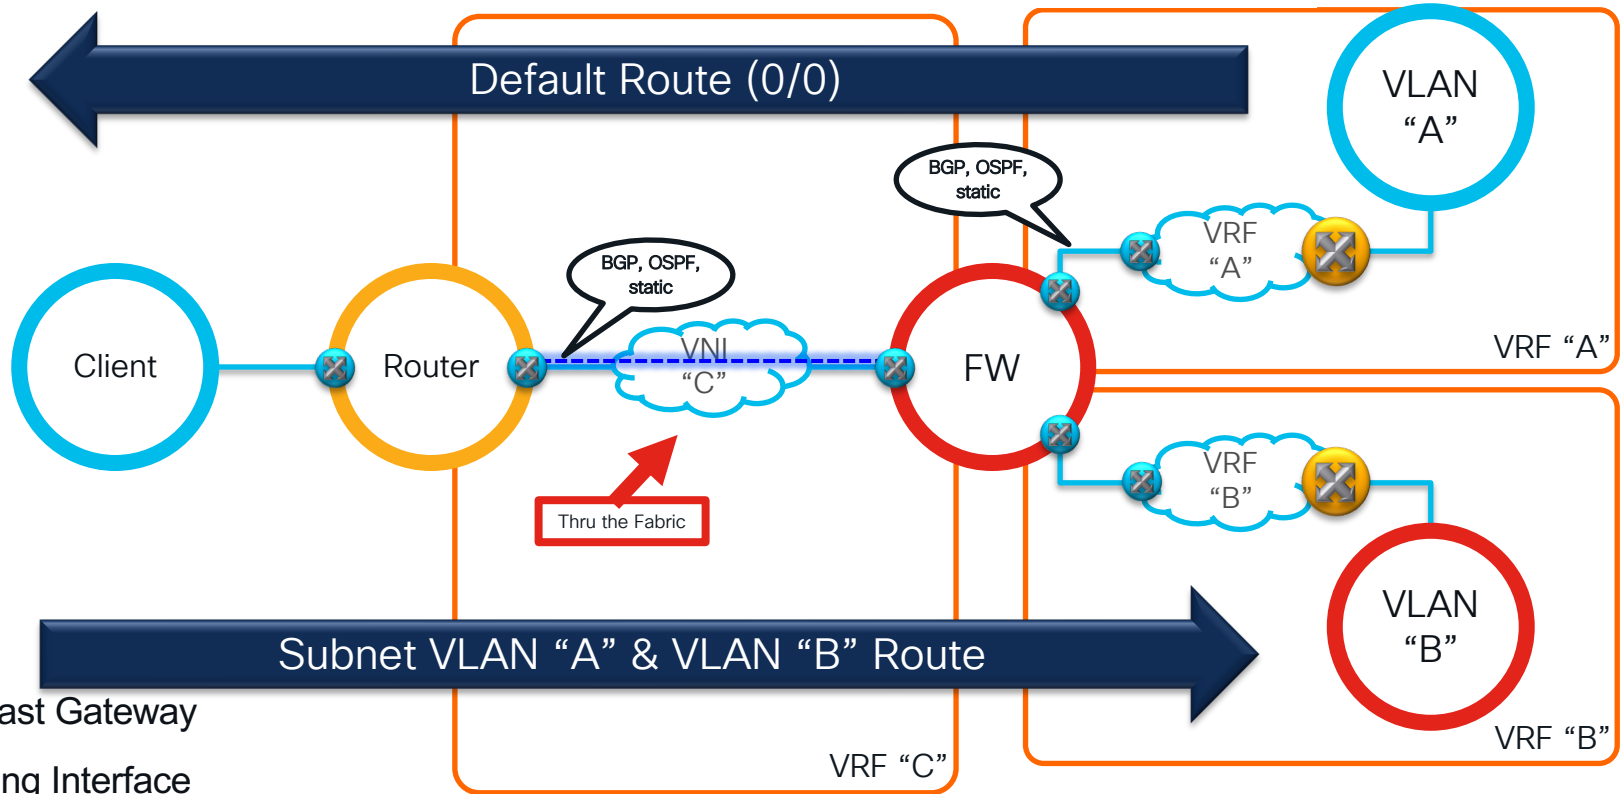 Default Route (0/0)
VLAN
“A”
BGP, OSPF,
static
VRF
“A”
BGP, OSPF,
static
VRF “A”
Client
Router
VNI
“C”
FW
VRF
“B”
Thru the Fabric
VLAN
“B”
Subnet VLAN “A” & VLAN “B” Route
ast Gateway
VRF “B”
VRF “C”
ng Interface